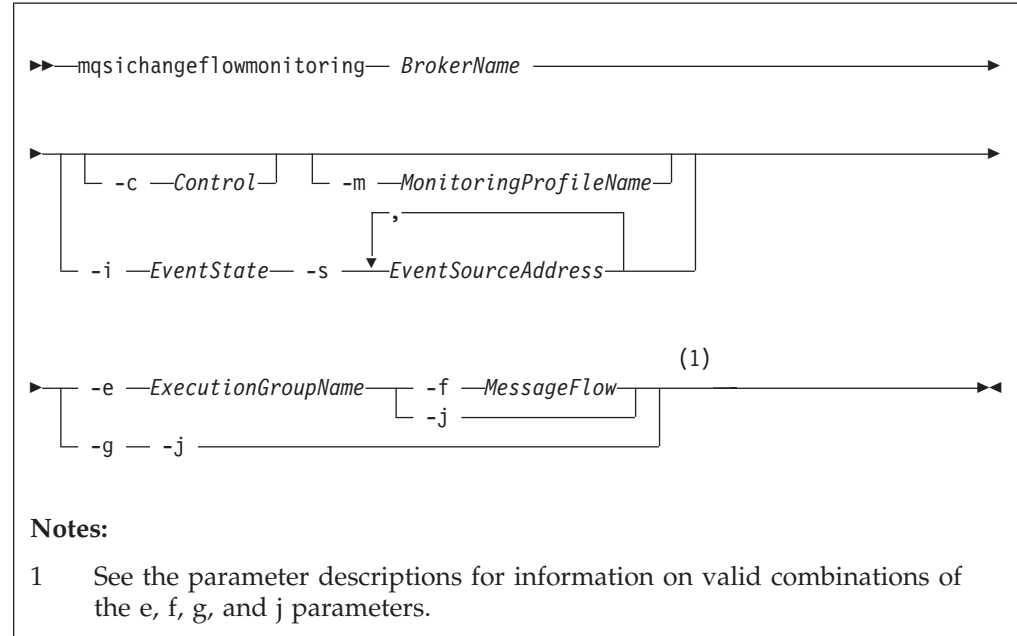 mqsichangeflowmonitoring BrokerName
-c Control -m MonitoringProfileName
,
-i EventState -s EventSourceAddress
(1)
-e ExecutionGroupName -f MessageFlow
-j
-g -j
Notes:
1 See the parameter descriptions for information on valid combinations of
the e, f, g, and j parameters.